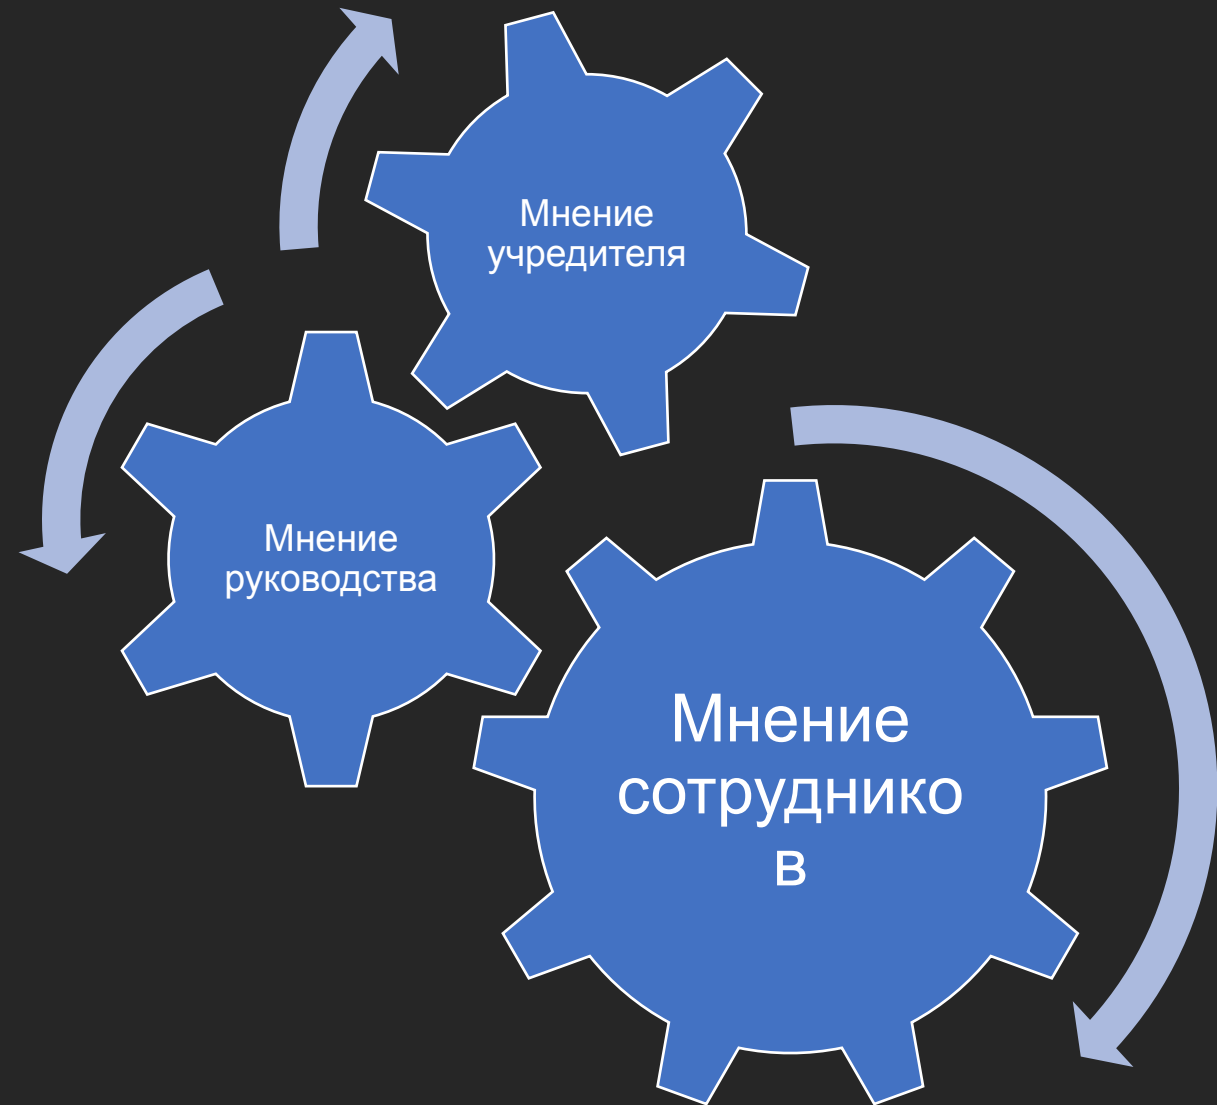 Мнение
учредителя
Мнение
руководства
Мнение
сотруднико
в